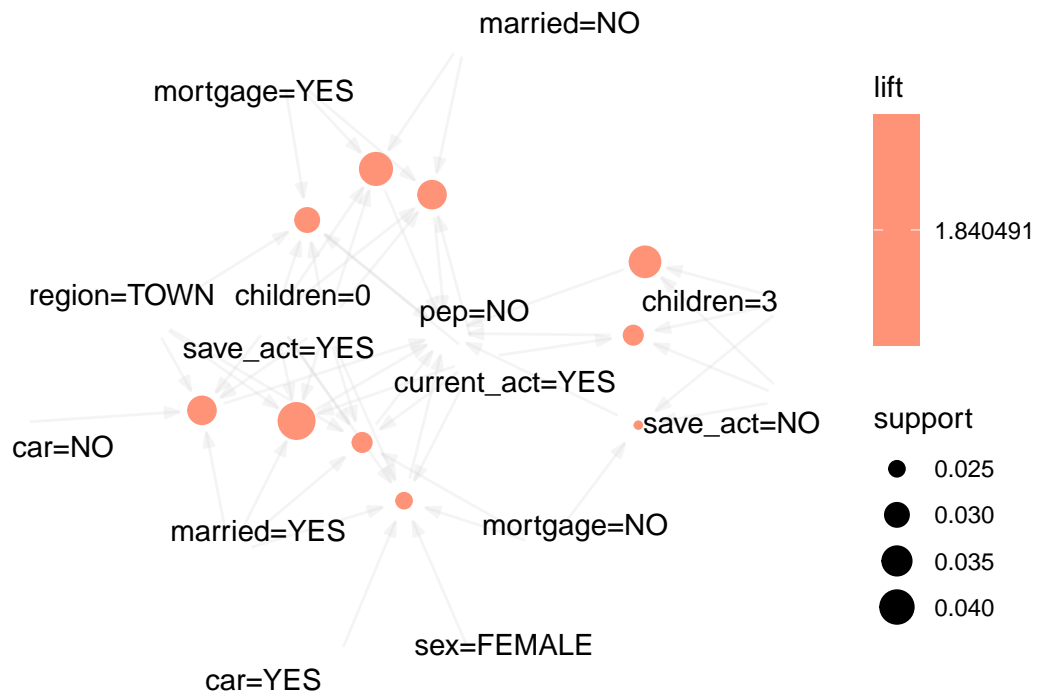 married=NO
mortgage=YES
region=TOWN
children=0
pep=NO
children=3
save_act=YES
current_act=YES
car=NO
save_act=NO
married=YES
mortgage=NO
sex=FEMALE
car=YES
lift
1.840491
support
0.025
0.030
0.035
0.040